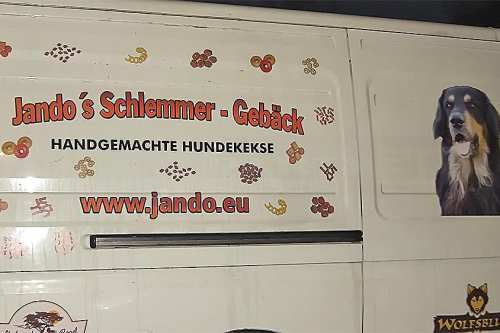 Jando´s Schlemmer - Gebäck
HANDGEMACHTE HUNDEKEKSE
www.jando.eu